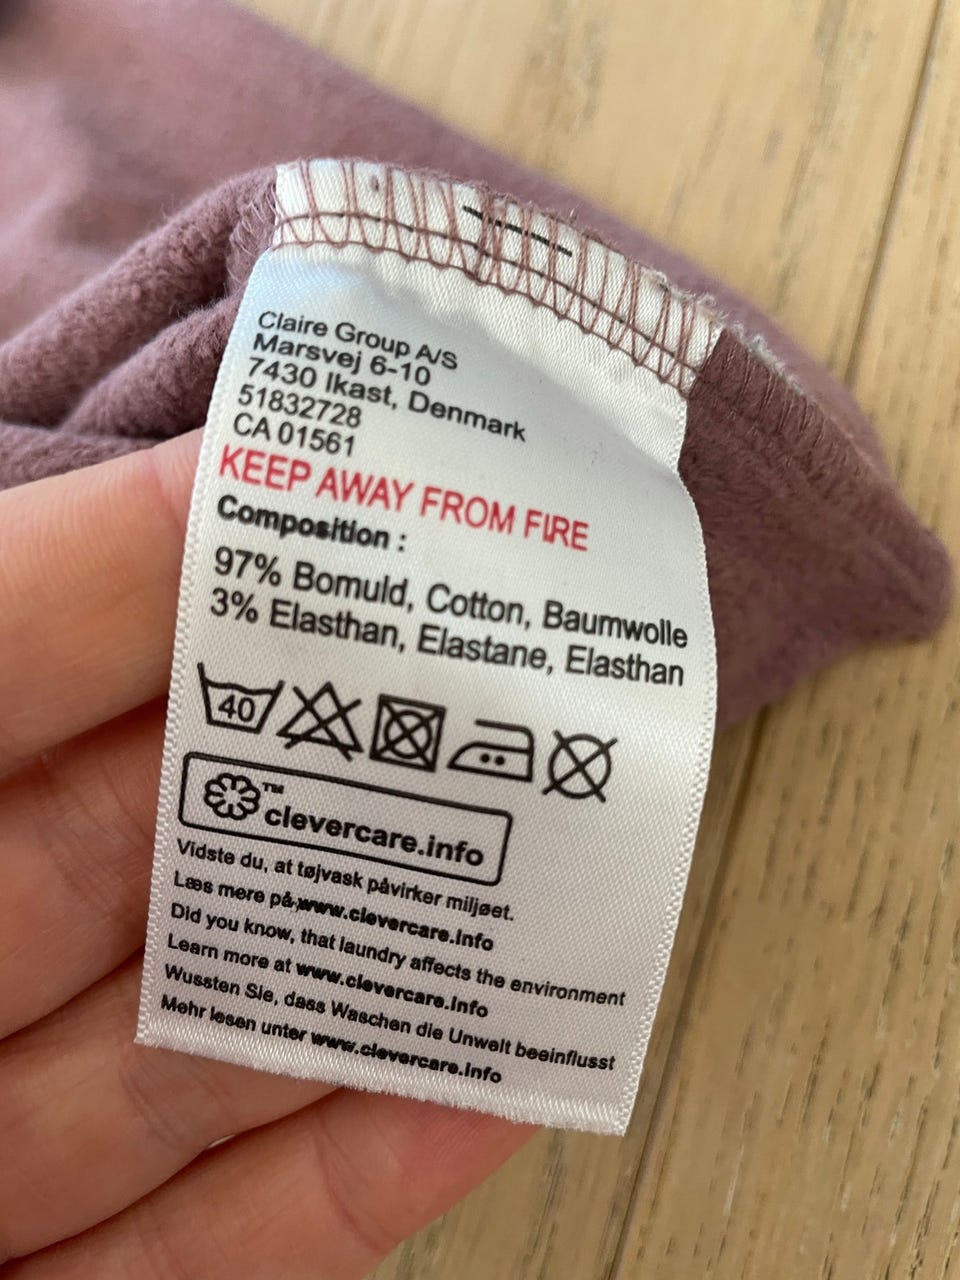 Claire Group A/S
Marsvej 6-10
7430 Ikast, Denmark
51832728
CA 01561
KEEP AWAY FROM FIRE
Composition :
97% Bomuld, Cotton, Baumwolle
3% Elasthan, Elastane, Elasthan
40
™
clevercare.info
Vidste du, at tøjvask påvirker miljøet.
Læs mere på www.clevercare.info
Did you know, that laundry affects the environment
Learn more at www.clevercare.info
Wussten Sie, dass Waschen die Unwelt beeinflusst
Mehr lesen unter www.clevercare.info